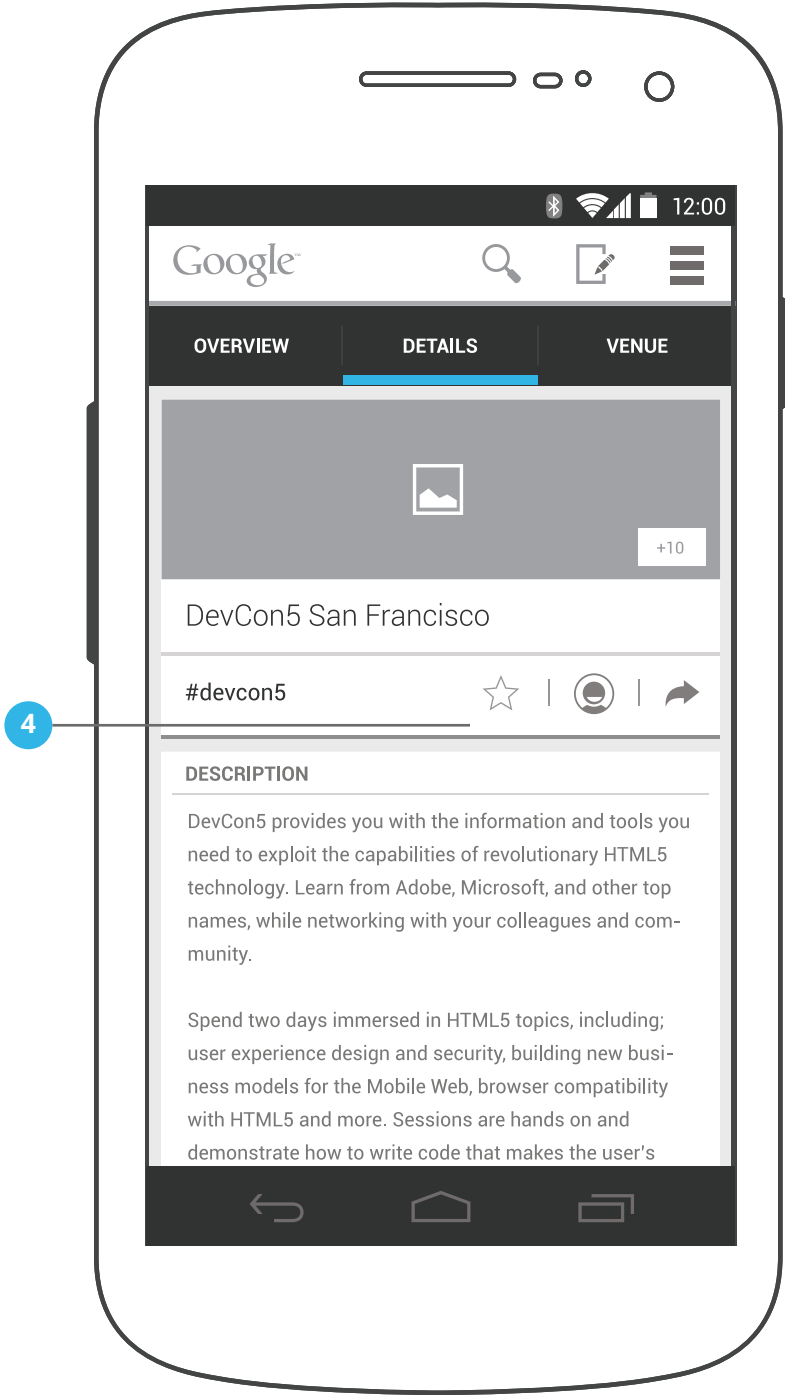 12:00
Google™
OVERVIEW DETAILS VENUE
+10
DevCon5 San Francisco
#devcon5
4
DESCRIPTION
DevCon5 provides you with the information and tools you
need to exploit the capabilities of revolutionary HTML5
technology. Learn from Adobe, Microsoft, and other top
names, while networking with your colleagues and com-
munity.
Spend two days immersed in HTML5 topics, including;
user experience design and security, building new busi-
ness models for the Mobile Web, browser compatibility
with HTML5 and more. Sessions are hands on and
demonstrate how to write code that makes the user's